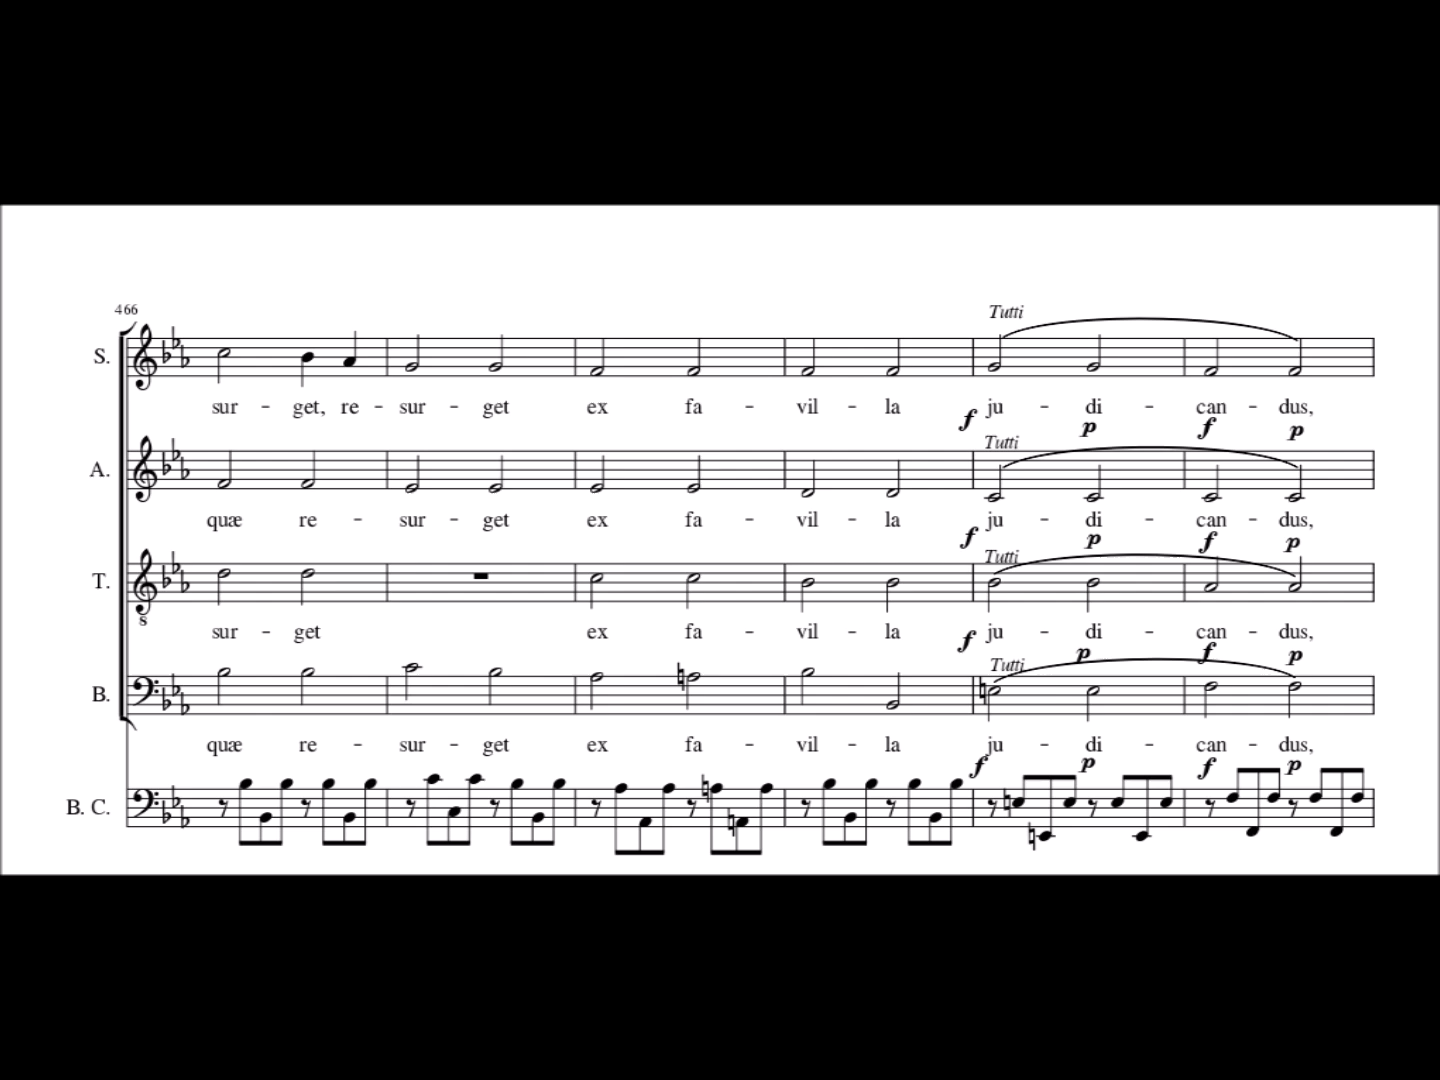 466
Tutti
S.
sur - get, re - sur - get ex fa - vil - la ju - di - can - dus,
f p f p
A.
Tutti
quæ re - sur - get ex fa - vil - la ju - di - can - dus,
f p f p
T.
Tutti
8
sur - get ex fa - vil - la ju - di - can - dus,
f p f p
B.
Tutti
quæ re - sur - get ex fa - vil - la ju - di - can - dus,
f p f p
B. C.